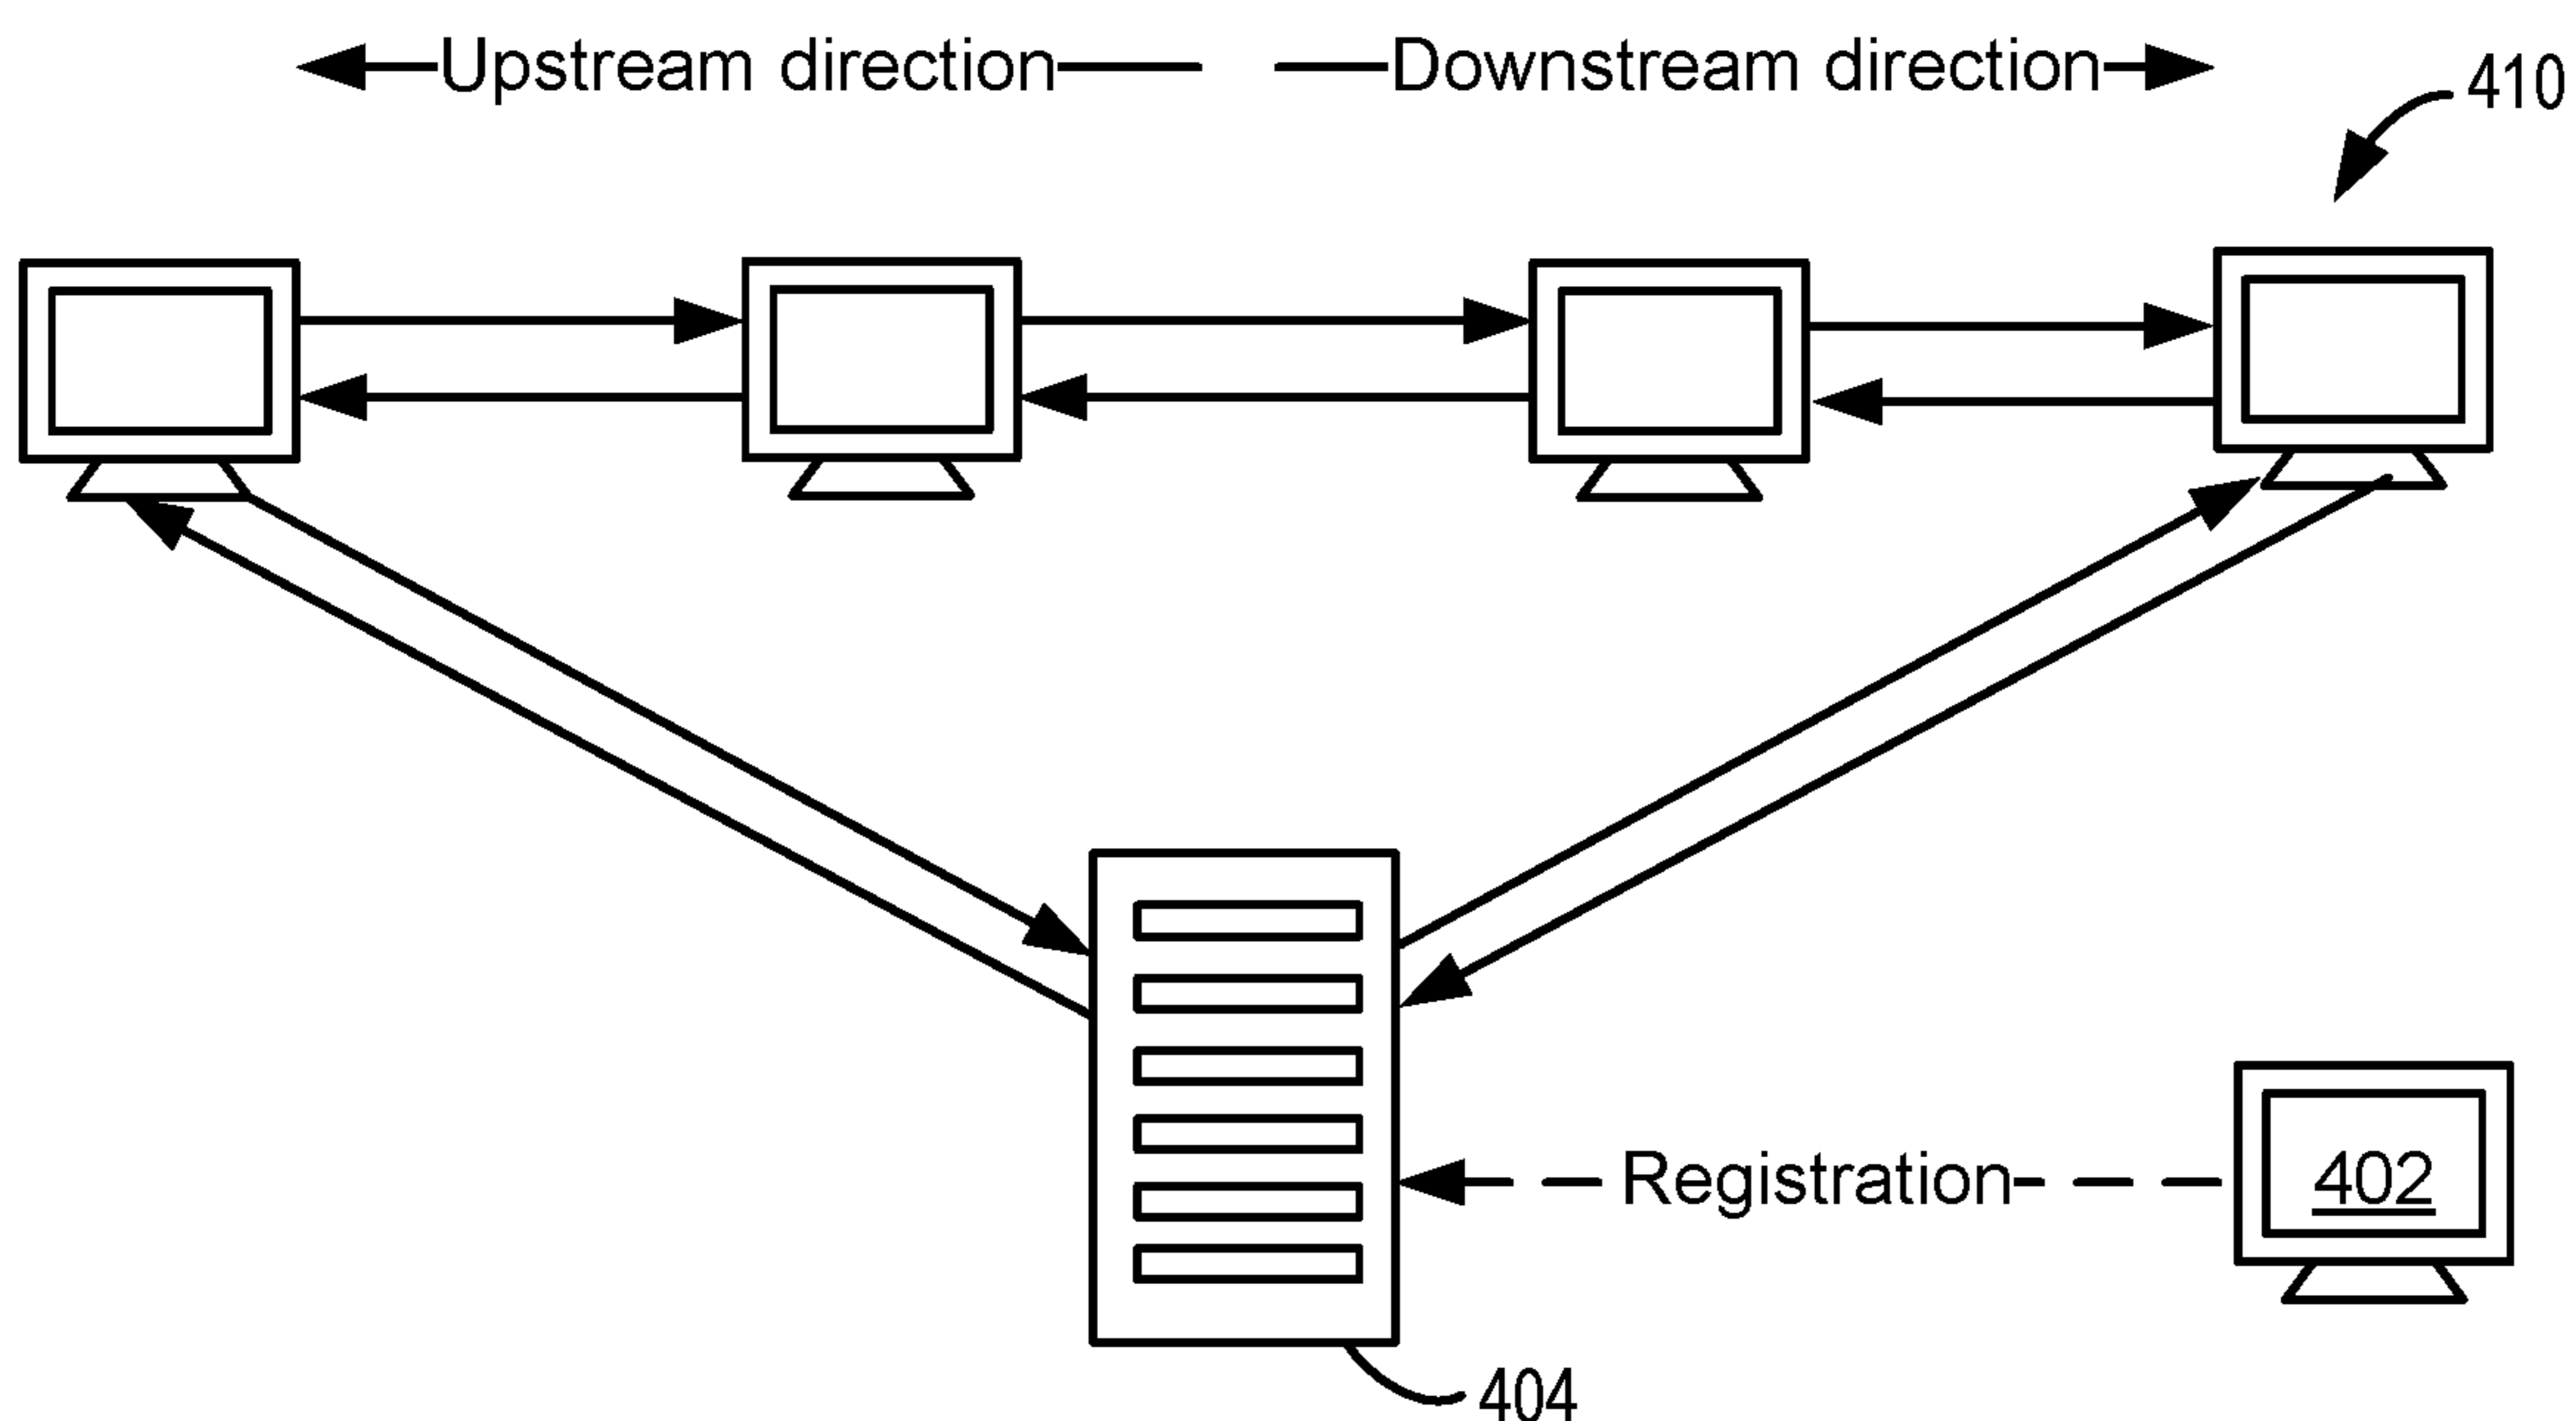 Upstream direction
Downstream direction
410
Registration
402
404